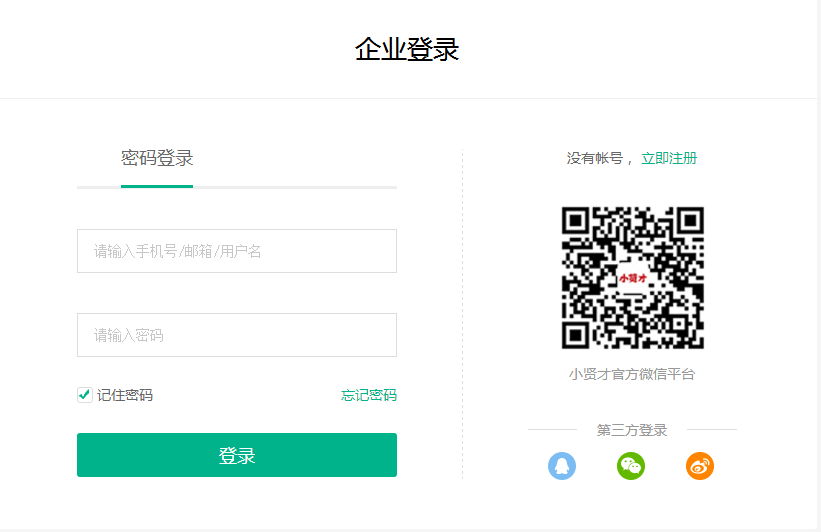 企业登录
密码登录
请输入手机号/邮箱/用户名
请输入密码
记住密码
忘记密码
登录
没有帐号，立即注册
小贤才
小贤才官方微信平台
第三方登录